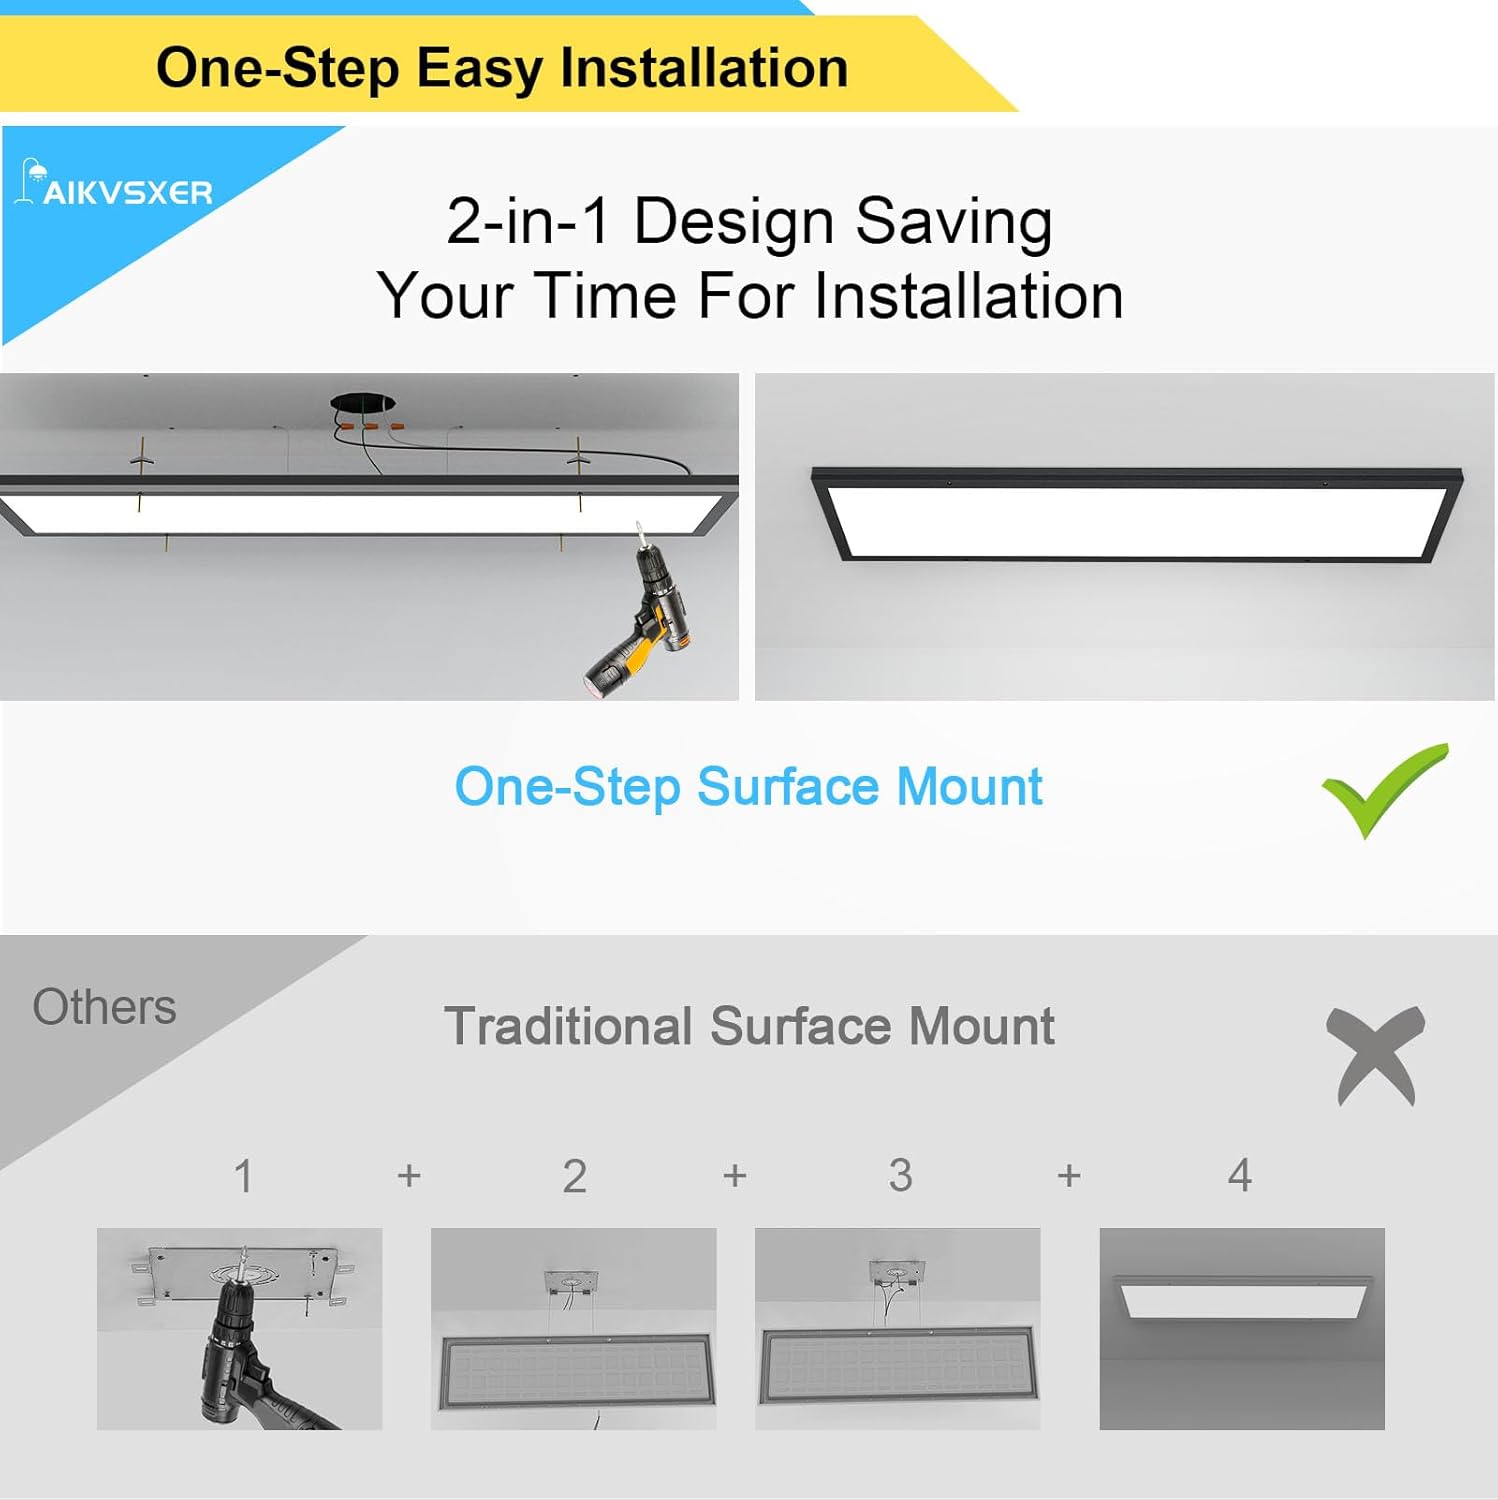 One-Step Easy Installation
AIKVSXER
2-in-1 Design Saving
Your Time For Installation
One-Step Surface Mount
Others
Traditional Surface Mount
1 + 2 + 3 + 4